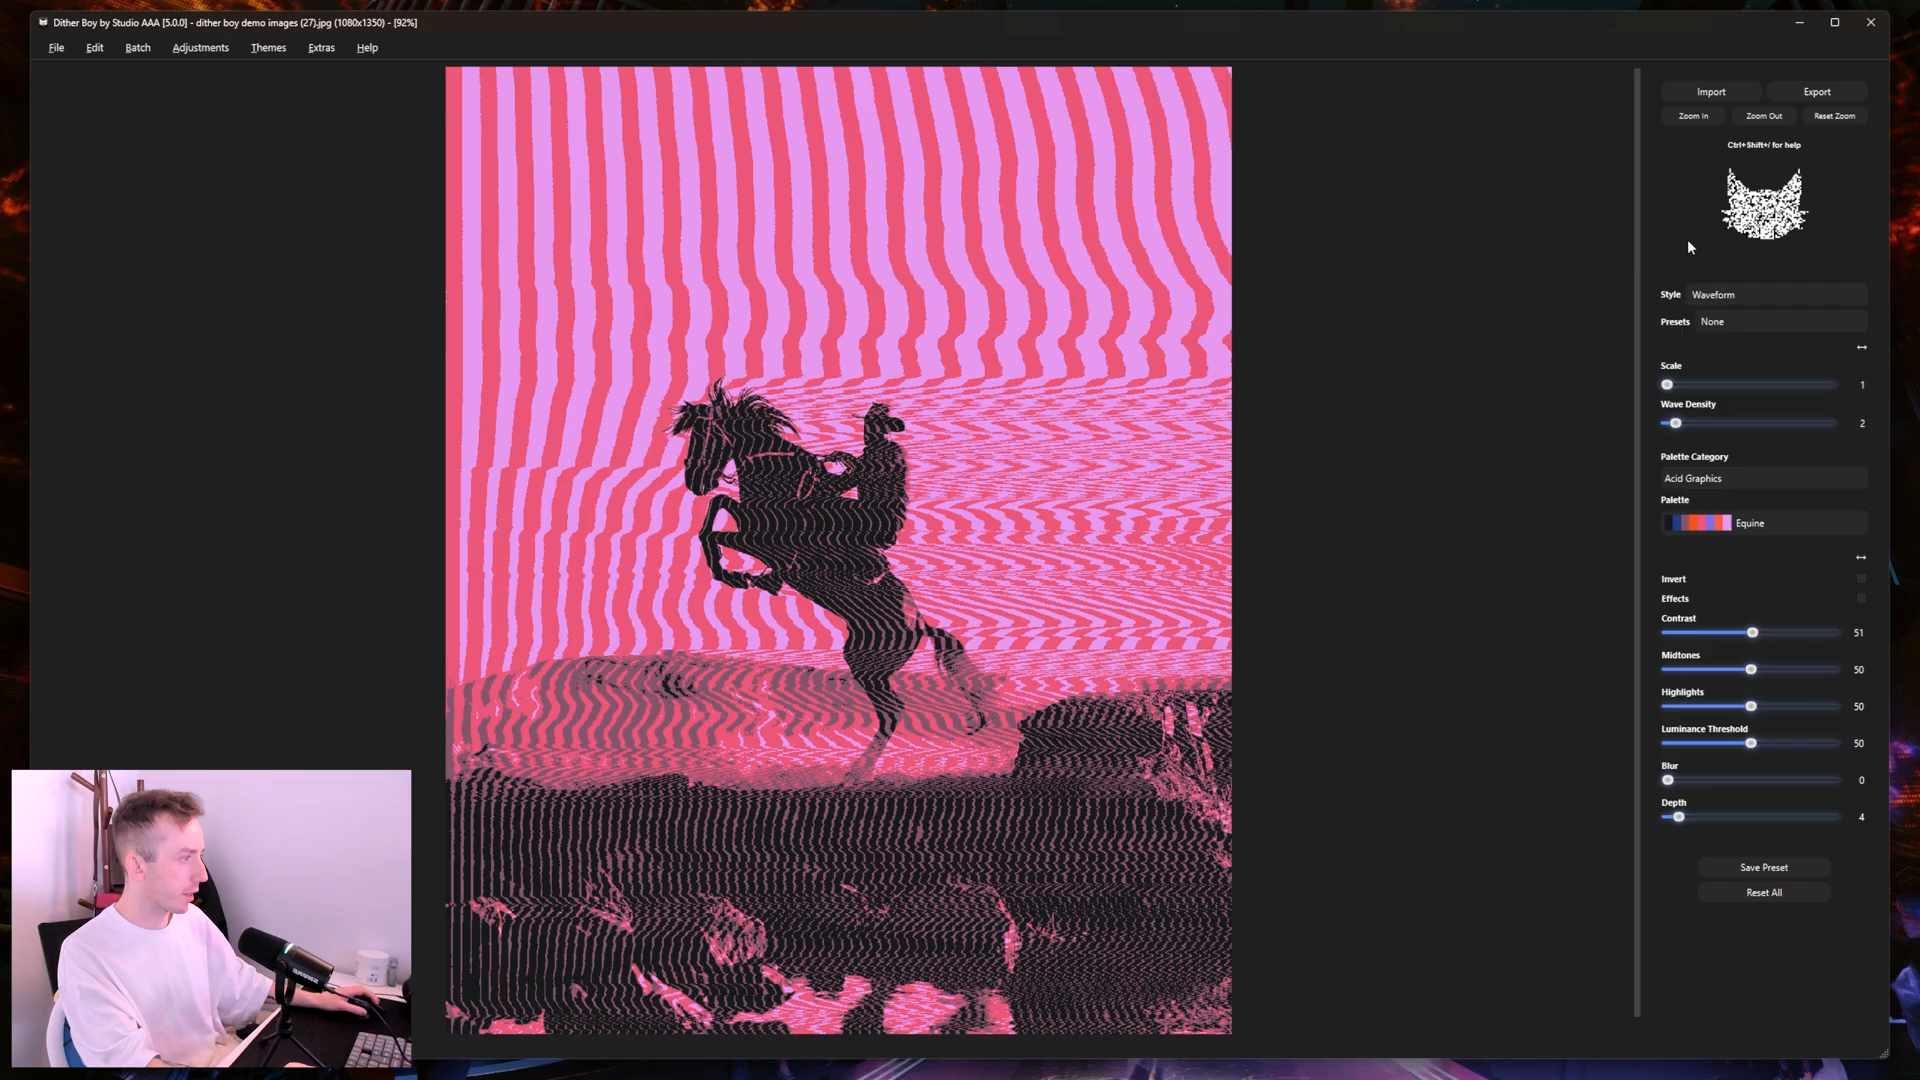 Dither Boy by Studio AAA [5.0.0] - dither boy demo images (27).jpg (1080x1350) - [92%]
File Edit Batch Adjustments Themes Extras Help
Import Export
Zoom In Zoom Out Reset Zoom
Ctrl+Shift+/ for help
Style Waveform
Presets None
Scale
1
Wave Density
2
Palette Category
Acid Graphics
Palette
Equine
Invert
Effects
Contrast
51
Midtones
50
Highlights
50
Luminance Threshold
50
Blur
0
Depth
4
Save Preset
Reset All